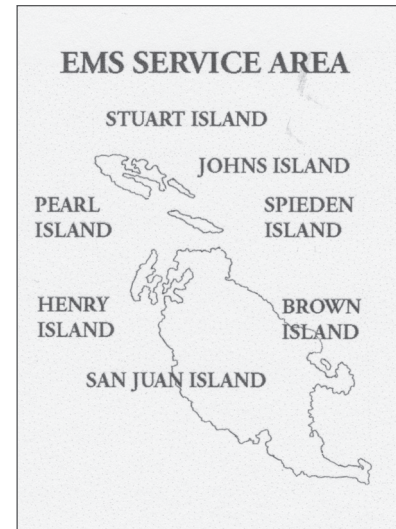 EMS SERVICE AREA
STUART ISLAND
JOHNS ISLAND
PEARL
ISLAND
SPIEDEN
ISLAND
HENRY
ISLAND
BROWN
ISLAND
SAN JUAN ISLAND